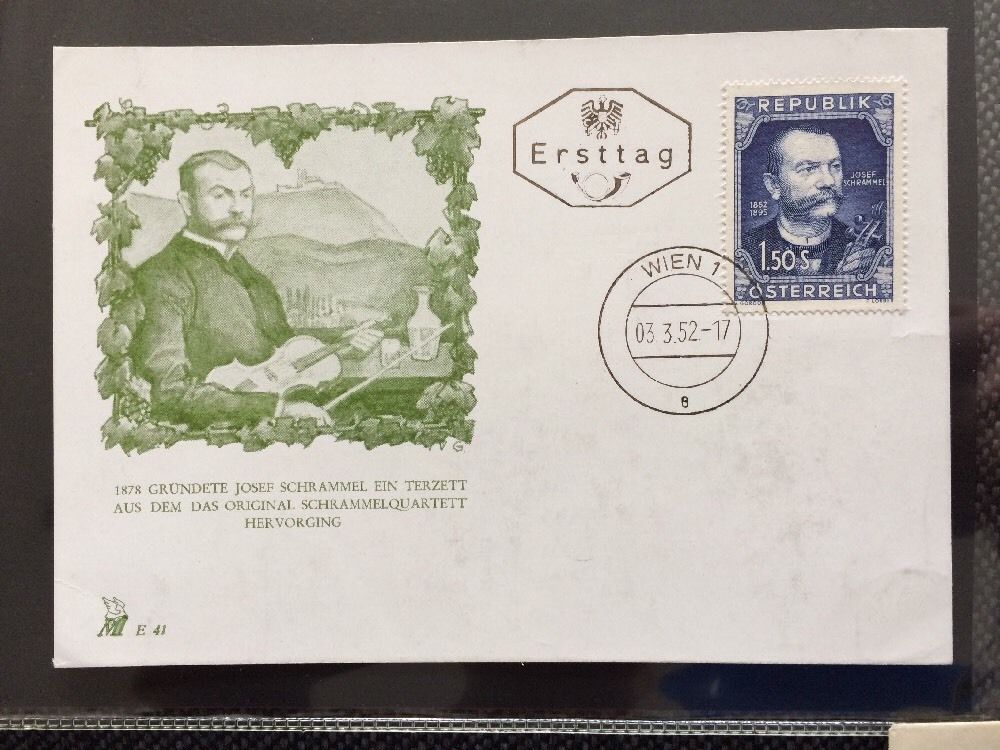 Ersttag
REPUBLIK
JOSEF
SCHRAMMEL
1852
1895
1.50 S
ÖSTERREICH
WIEN 1
03.3.52.-17
G
1878 GRÜNDETE JOSEF SCHRAMMEL EIN TERZETT
AUS DEM DAS ORIGINAL SCHRAMMELQUARTETT
HERVORGING
M E 41